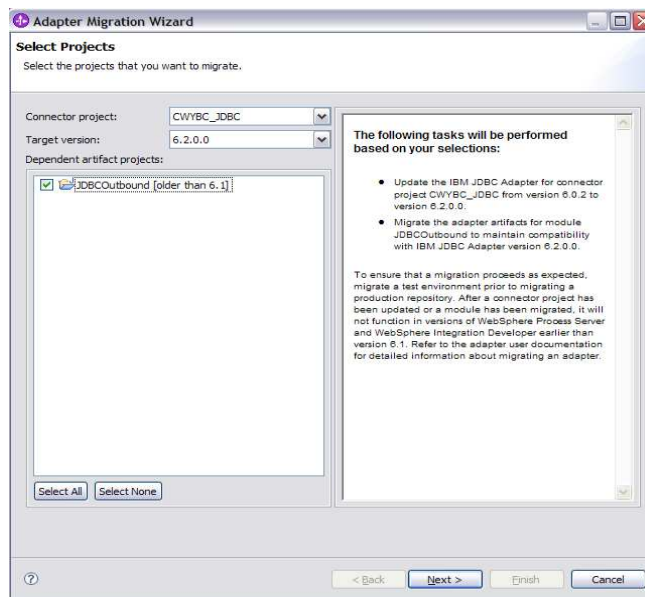 Adapter Migration Wizard
Select Projects
Select the projects that you want to migrate.
Connector project:
CWYBC_JDBC
Target version:
6.2.0.0
Dependent artifact projects:
JDBCOutbound [older than 6.1]
Select All
Select None
The following tasks will be performed
based on your selections:
• Update the IBM JDBC Adapter for connector
project CWYBC_JDBC from version 6.0.2 to
version 6.2.0.0.
• Migrate the adapter artifacts for module
JDBCOutbound to maintain compatibility
with IBM JDBC Adapter version 6.2.0.0.
To ensure that a migration proceeds as expected,
migrate a test environment prior to migrating a
production repository. After a connector project has
been updated or a module has been migrated, it will
not function in versions of WebSphere Process Server
and WebSphere Integration Developer earlier than
version 6.1. Refer to the adapter user documentation
for detailed information about migrating an adapter.
?
< Back
Next >
Finish
Cancel